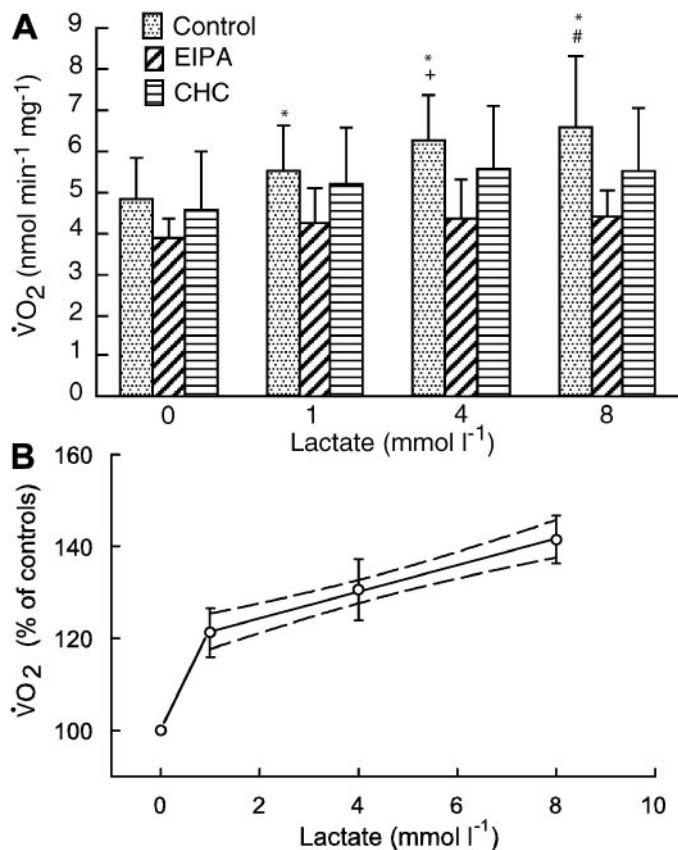 A
9
8
7
6
5
4
3
2
1
0
V̇O₂ (nmol min⁻¹ mg⁻¹)
Control
EIPA
CHC
*
*
+
*
#
0 1 4 8
Lactate (mmol l⁻¹)
B
160
140
120
100
V̇O₂ (% of controls)
0 2 4 6 8 10
Lactate (mmol l⁻¹)